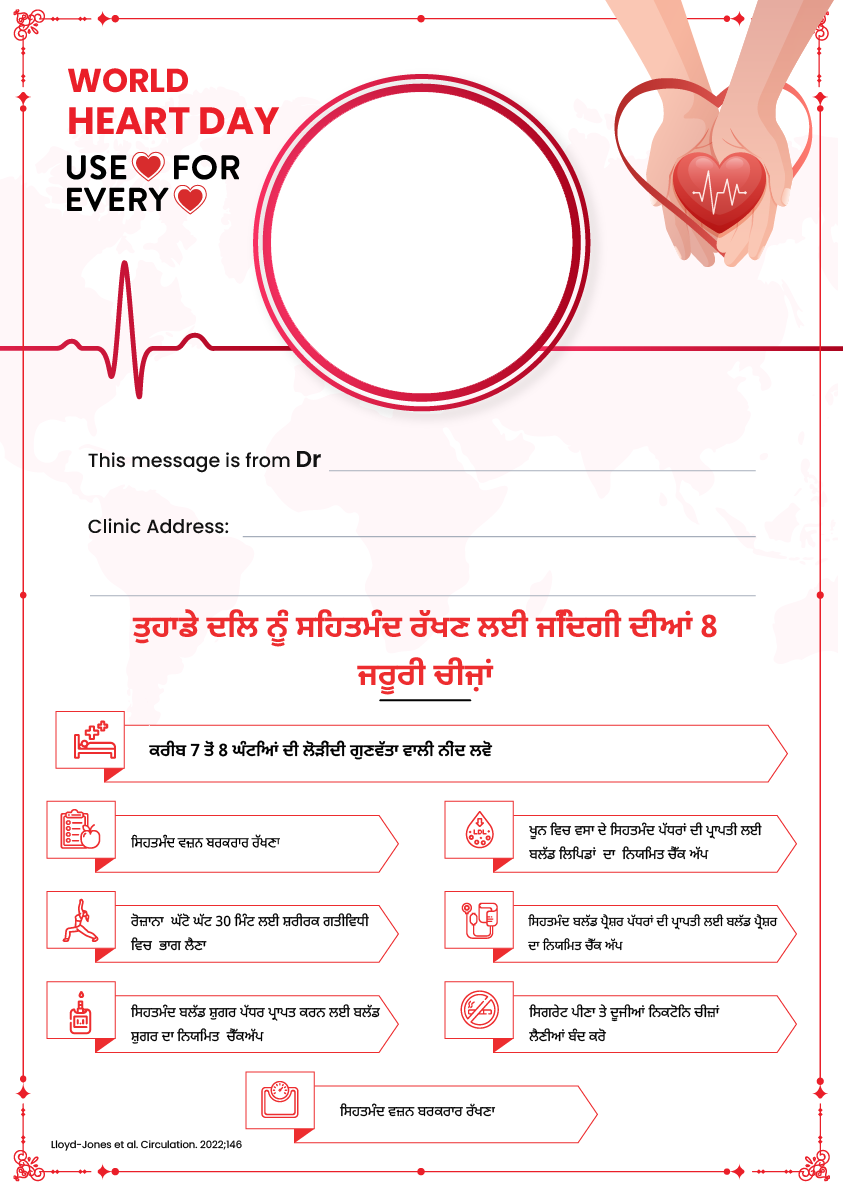 WORLD
HEART DAY
USE FOR
EVERY
This message is from Dr
Clinic Address:
ਤੁਹਾਡੇ ਦਲਿ ਨੂੰ ਸਹਿਤਮੰਦ ਰੱਖਣ ਲਈ ਜ਼ਿੰਦਗੀ ਦੀਆਂ 8
ਜਰੂਰੀ ਚੀਜ਼ਾਂ
ਕਰੀਬ 7 ਤੋਂ 8 ਘੰਟਿਆਂ ਦੀ ਲੋੜੀਦੀ ਗੁਣਵੱਤਾ ਵਾਲੀ ਨੀਂਦ ਲਵੋ
ਸਿਹਤਮੰਦ ਵਜ਼ਨ ਬਰਕਰਾਰ ਰੱਖਣਾ
LDL
ਖੂਨ ਵਿਚ ਵਸਾ ਦੇ ਸਿਹਤਮੰਦ ਪੱਧਰਾਂ ਦੀ ਪ੍ਰਾਪਤੀ ਲਈ
ਬਲੱਡ ਲਿਪਿਡਾਂ ਦਾ ਨਿਯਮਿਤ ਚੈੱਕ ਅੱਪ
ਰੋਜ਼ਾਨਾ ਘੱਟੋ ਘੱਟ 30 ਮਿੰਟ ਲਈ ਸ਼ਰੀਰਕ ਗਤੀਵਿਧੀ
ਵਿਚ ਭਾਗ ਲੈਣਾ
ਸਿਹਤਮੰਦ ਬਲੱਡ ਪ੍ਰੈਸ਼ਰ ਪੱਧਰਾਂ ਦੀ ਪ੍ਰਾਪਤੀ ਲਈ ਬਲੱਡ ਪ੍ਰੈਸ਼ਰ
ਦਾ ਨਿਯਮਿਤ ਚੈੱਕ ਅੱਪ
ਸਿਹਤਮੰਦ ਬਲੱਡ ਸ਼ੁਗਰ ਪੱਧਰ ਪ੍ਰਾਪਤ ਕਰਨ ਲਈ ਬਲੱਡ
ਸ਼ੁਗਰ ਦਾ ਨਿਯਮਿਤ ਚੈੱਕਅੱਪ
ਸਿਗਰੇਟ ਪੀਣਾ ਤੇ ਦੂਜੀਆਂ ਨਿਕਟੋਨਿ ਚੀਜ਼ਾਂ
ਲੈਣੀਆਂ ਬੰਦ ਕਰੋ
ਸਿਹਤਮੰਦ ਵਜ਼ਨ ਬਰਕਰਾਰ ਰੱਖਣਾ
Lloyd-Jones et al. Circulation. 2022;146